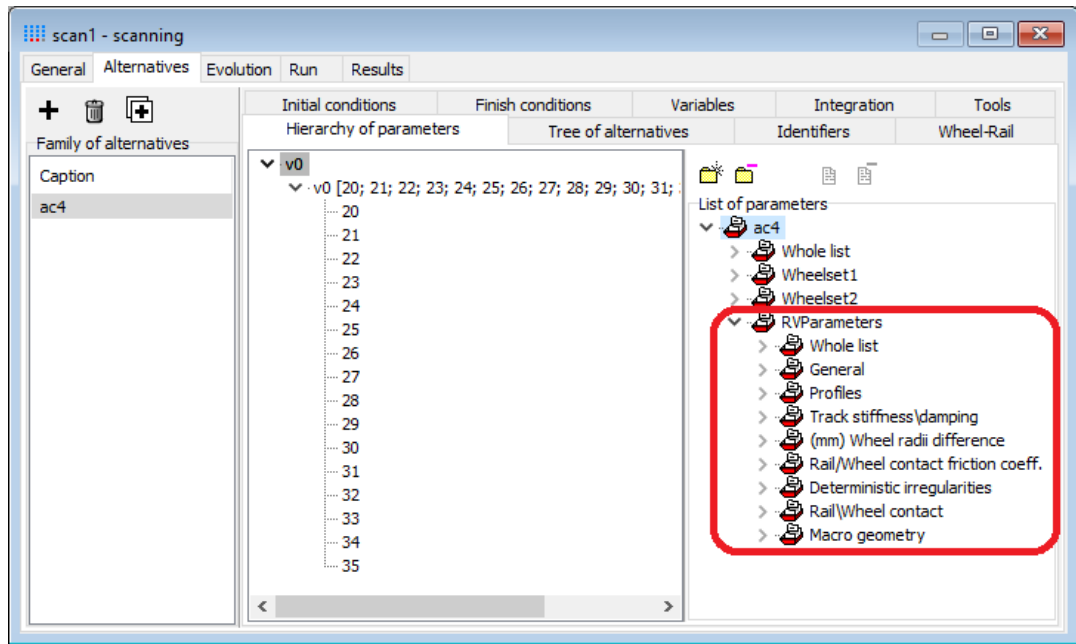 scan1 - scanning
General Alternatives Evolution Run Results
Family of alternatives
Caption
ac4
Initial conditions Finish conditions Variables Integration Tools
Hierarchy of parameters Tree of alternatives Identifiers Wheel-Rail
v0
v0 [20; 21; 22; 23; 24; 25; 26; 27; 28; 29; 30; 31;
20
21
22
23
24
25
26
27
28
29
30
31
32
33
34
35
List of parameters
ac4
Whole list
Wheelset1
Wheelset2
RVParameters
Whole list
General
Profiles
Track stiffness\damping
(mm) Wheel radii difference
Rail/Wheel contact friction coeff.
Deterministic irregularities
Rail\Wheel contact
Macro geometry